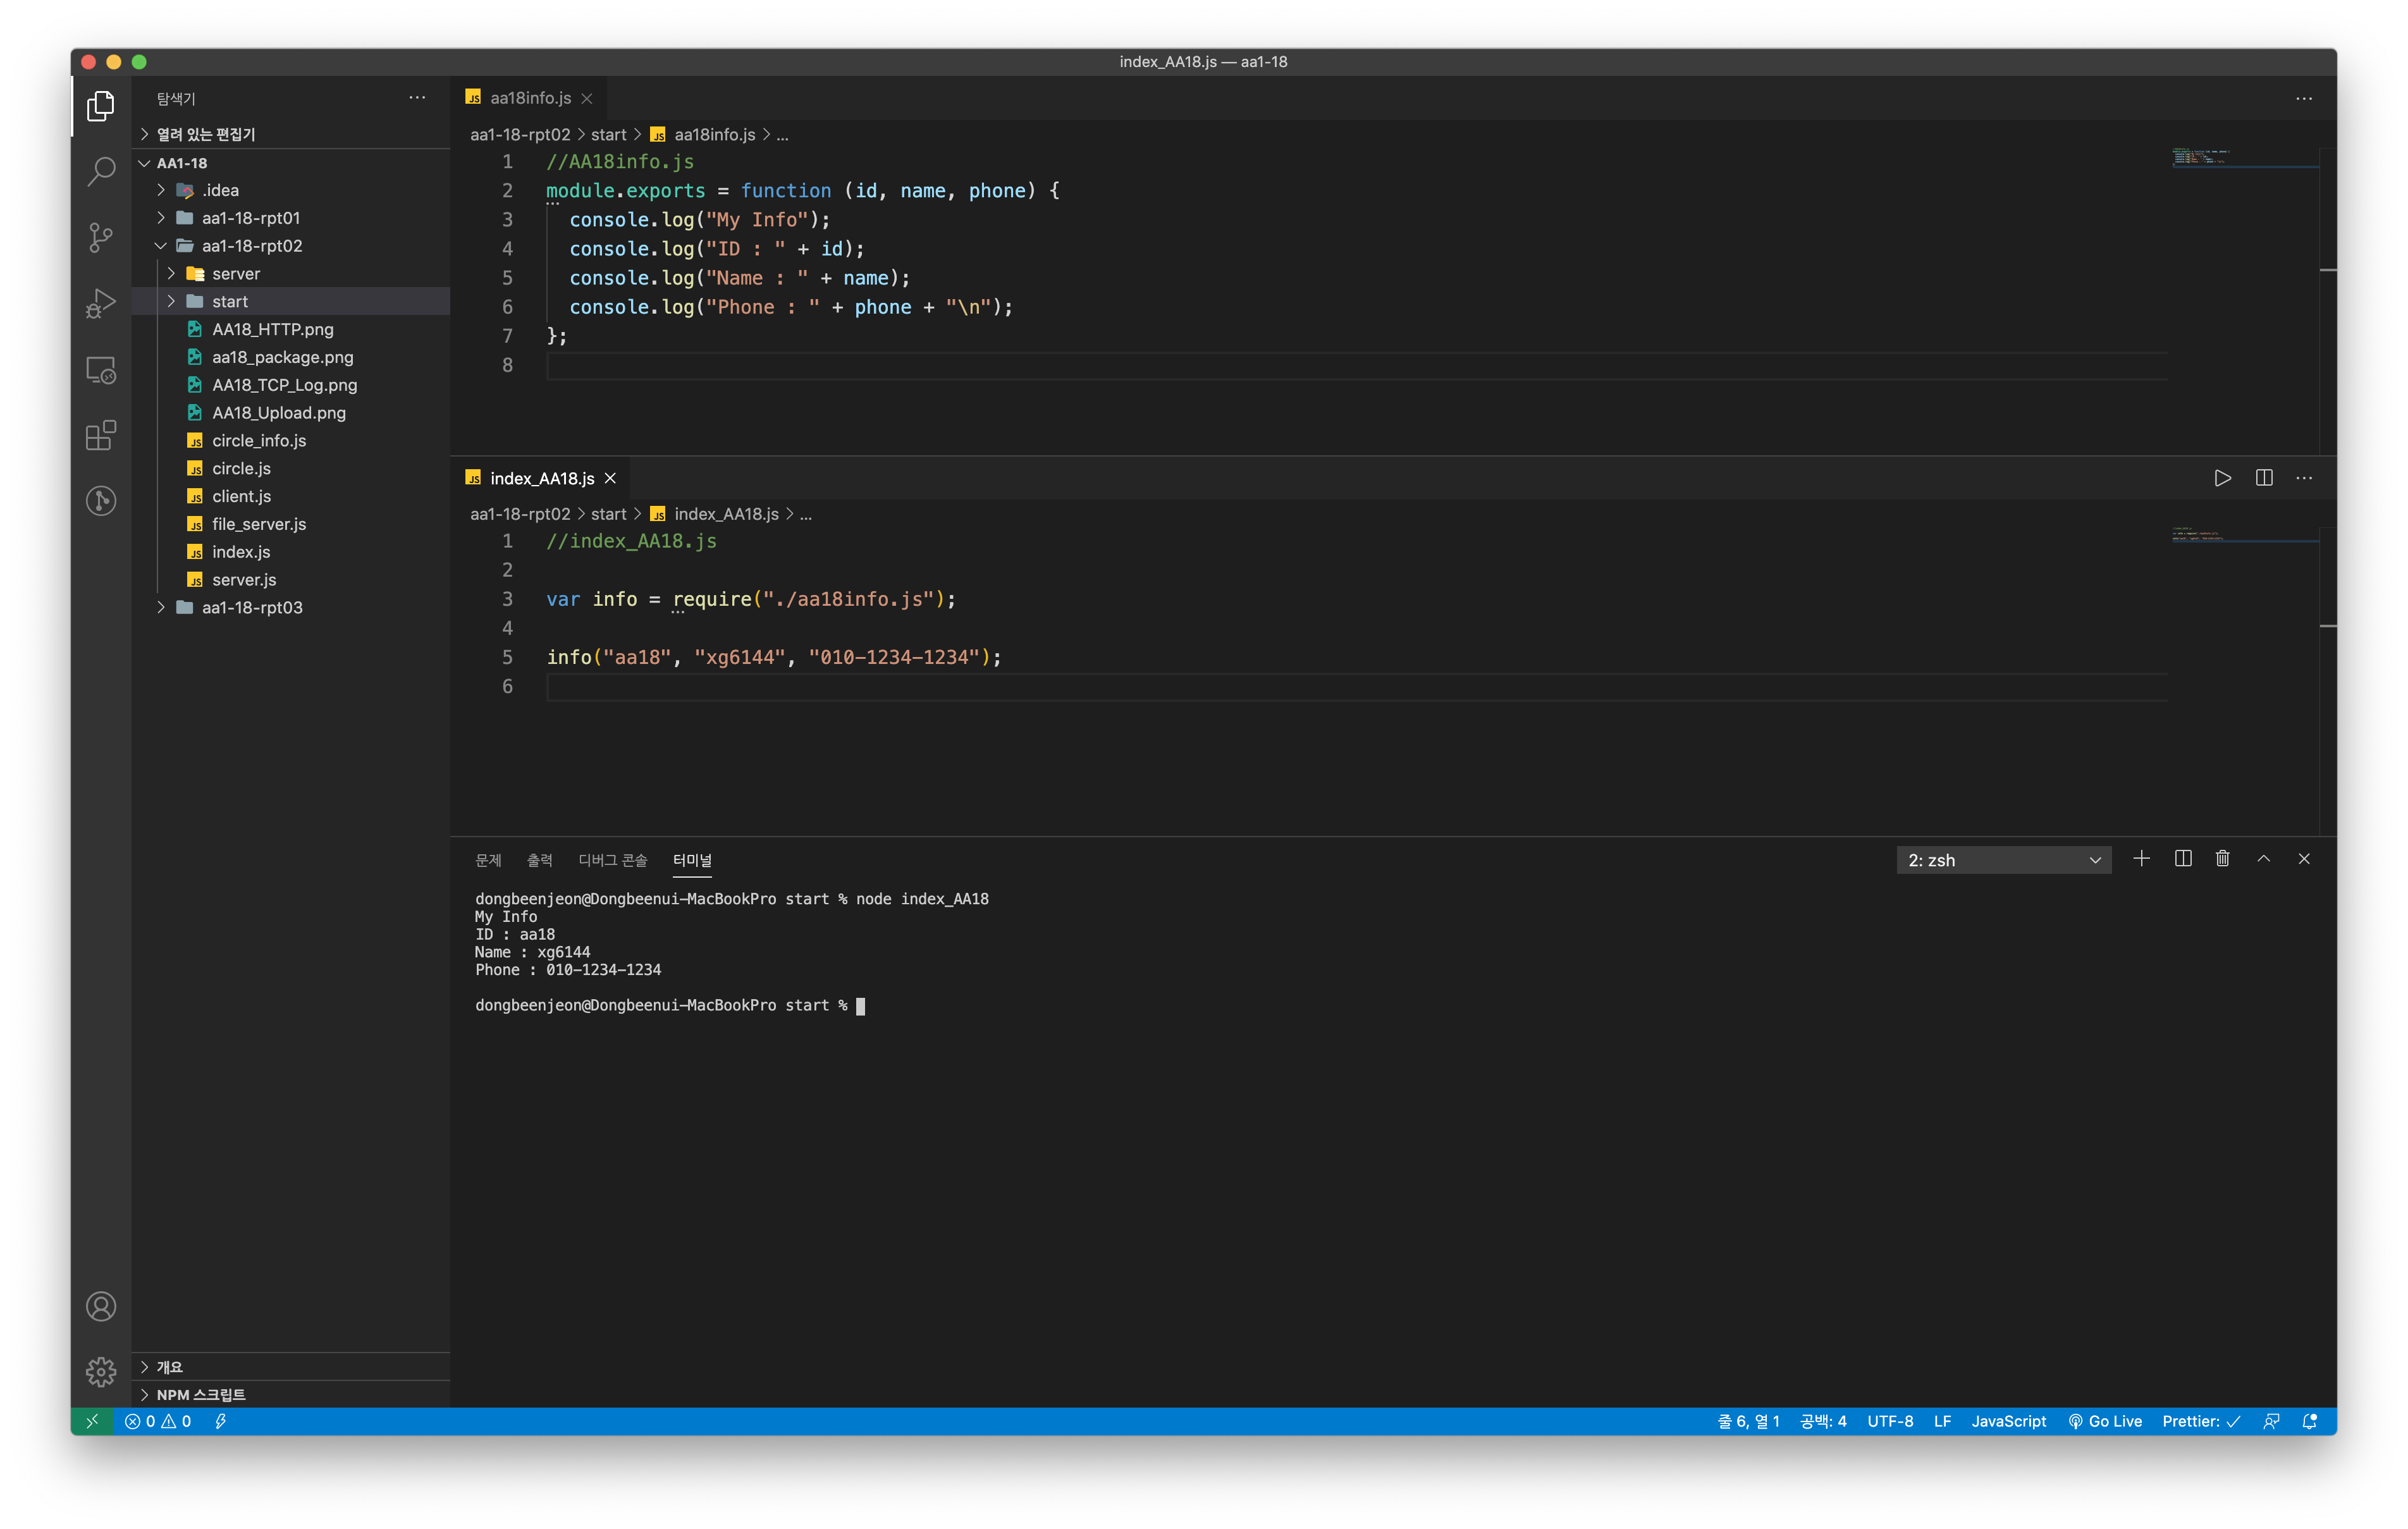 index_AA18.js — aa1-18
탐색기
열려 있는 편집기
AA1-18
.idea
aa1-18-rpt01
aa1-18-rpt02
server
start
AA18_HTTP.png
aa18_package.png
AA18_TCP_Log.png
AA18_Upload.png
circle_info.js
circle.js
client.js
file_server.js
index.js
server.js
aa1-18-rpt03
개요
NPM 스크립트
JS aa18info.js
aa1-18-rpt02 > start > JS aa18info.js > ...
1 //AA18info.js
2 module.exports = function (id, name, phone) {
3 console.log("My Info");
4 console.log("ID : " + id);
5 console.log("Name : " + name);
6 console.log("Phone : " + phone + "\n");
7 };
8
JS index_AA18.js
aa1-18-rpt02 > start > JS index_AA18.js > ...
1 //index_AA18.js
2
3 var info = require("./aa18info.js");
4
5 info("aa18", "xg6144", "010-1234-1234");
6
문제 출력 디버그 콘솔 터미널 2: zsh
dongbeenjeon@Dongbeenui-MacBookPro start % node index_AA18
My Info
ID : aa18
Name : xg6144
Phone : 010-1234-1234
dongbeenjeon@Dongbeenui-MacBookPro start %
0 0 줄 6, 열 1 공백: 4 UTF-8 LF JavaScript Go Live Prettier: ✓